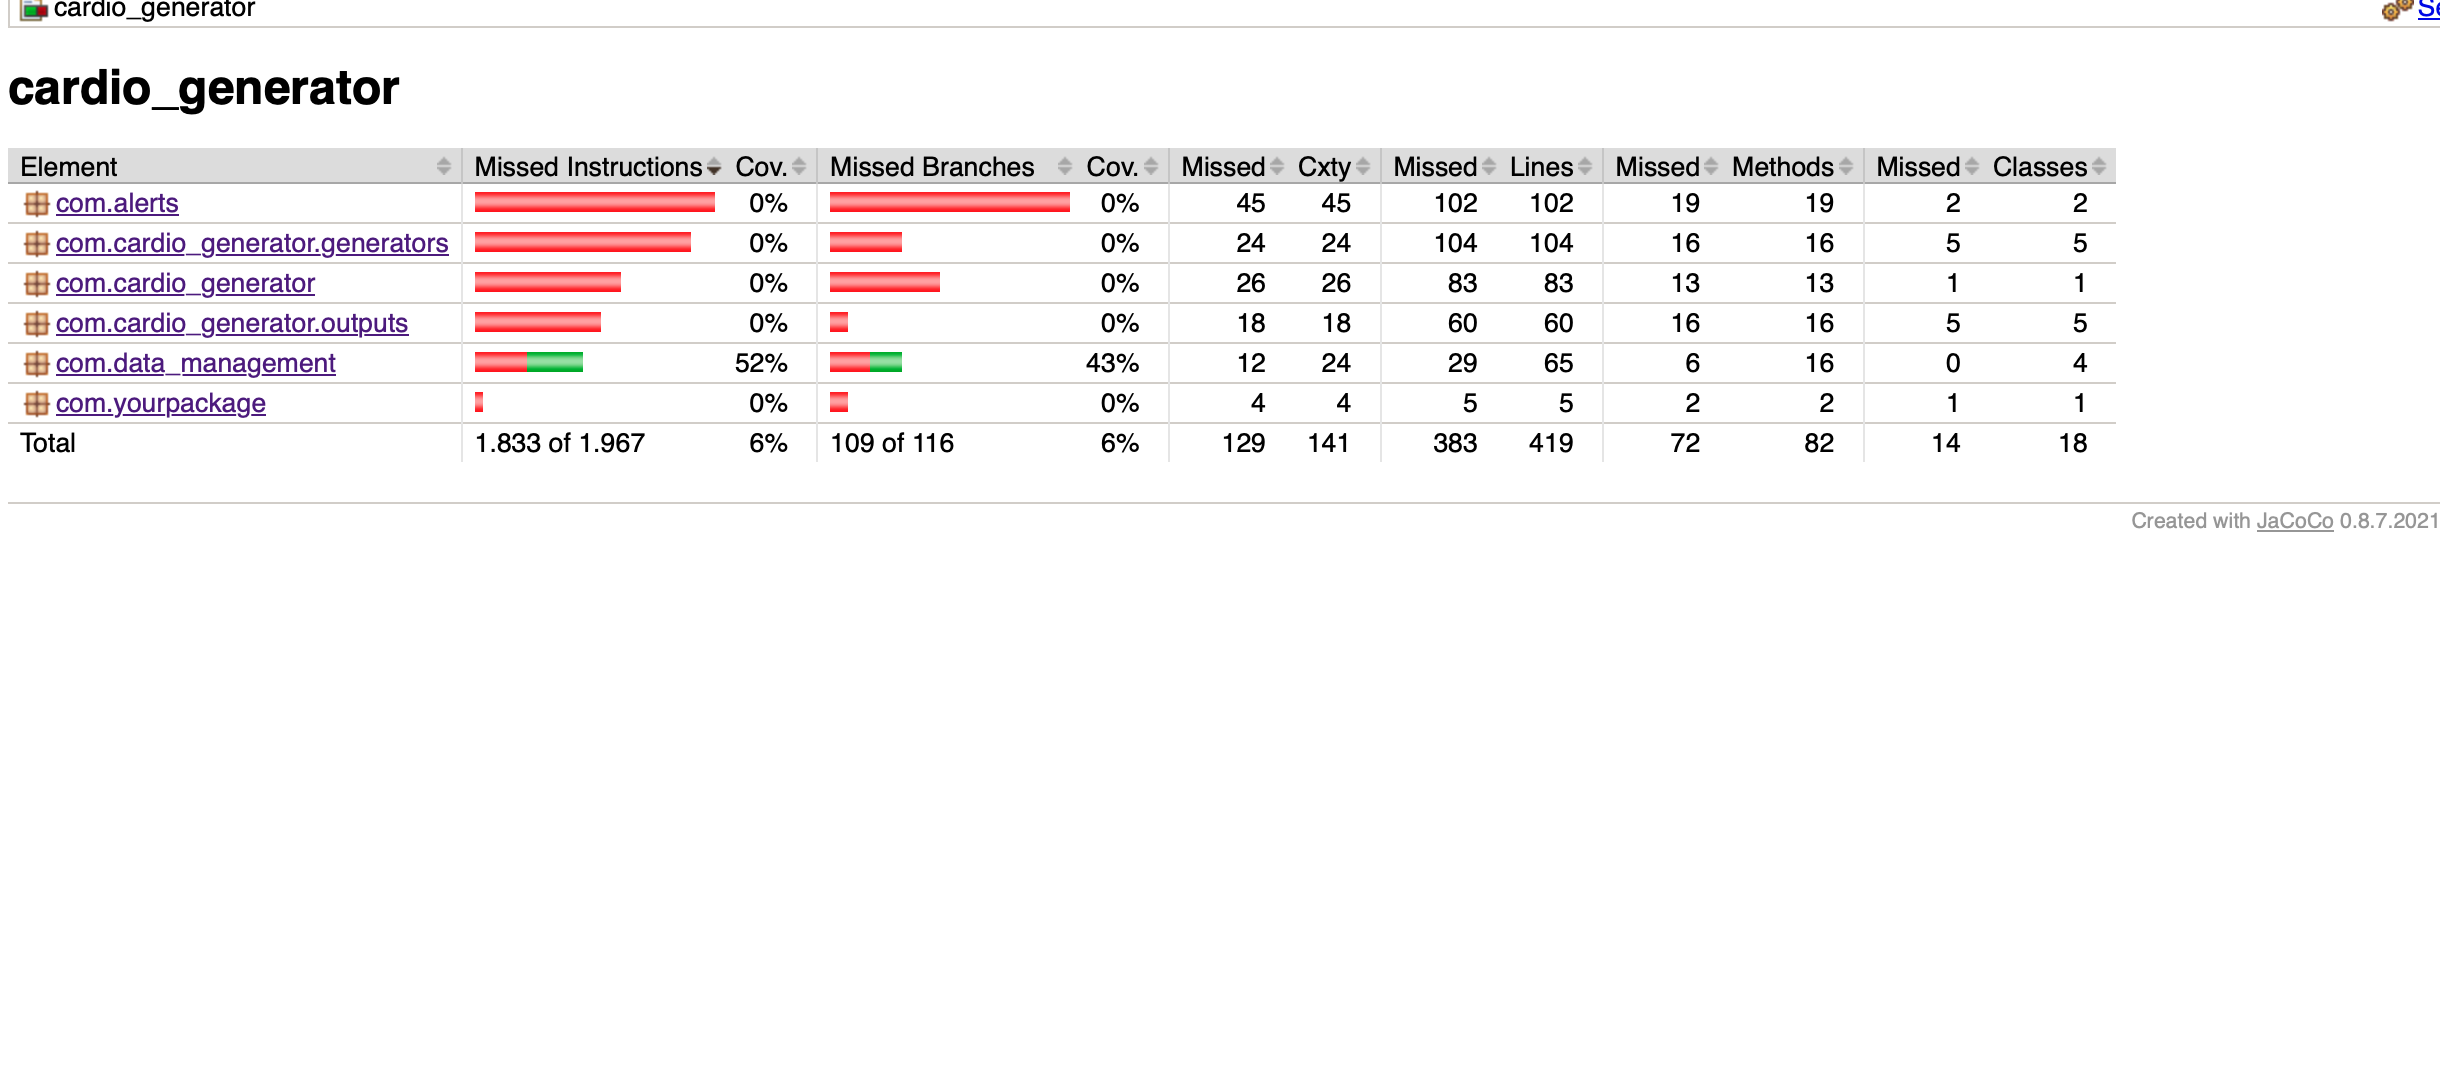 cardio_generator
cardio_generator
Element Missed Instructions Cov. Missed Branches Cov. Missed Cxty Missed Lines Missed Methods Missed Classes
com.alerts 0% 0% 45 45 102 102 19 19 2 2
com.cardio_generator.generators 0% 0% 24 24 104 104 16 16 5 5
com.cardio_generator 0% 0% 26 26 83 83 13 13 1 1
com.cardio_generator.outputs 0% 0% 18 18 60 60 16 16 5 5
com.data_management 52% 43% 12 24 29 65 6 16 0 4
com.yourpackage 0% 0% 4 4 5 5 2 2 1 1
Total 1.833 of 1.967 6% 109 of 116 6% 129 141 383 419 72 82 14 18
Created with JaCoCo 0.8.7.2021